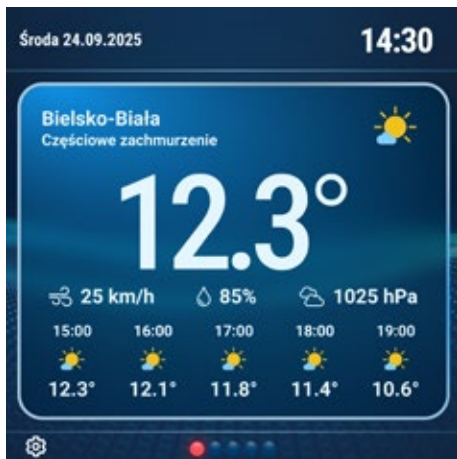 Środa 24.09.2025
14:30
Bielsko-Biała
Częściowe zachmurzenie
12.3°
25 km/h 85% 1025 hPa
15:00 16:00 17:00 18:00 19:00
12.3° 12.1° 11.8° 11.4° 10.6°